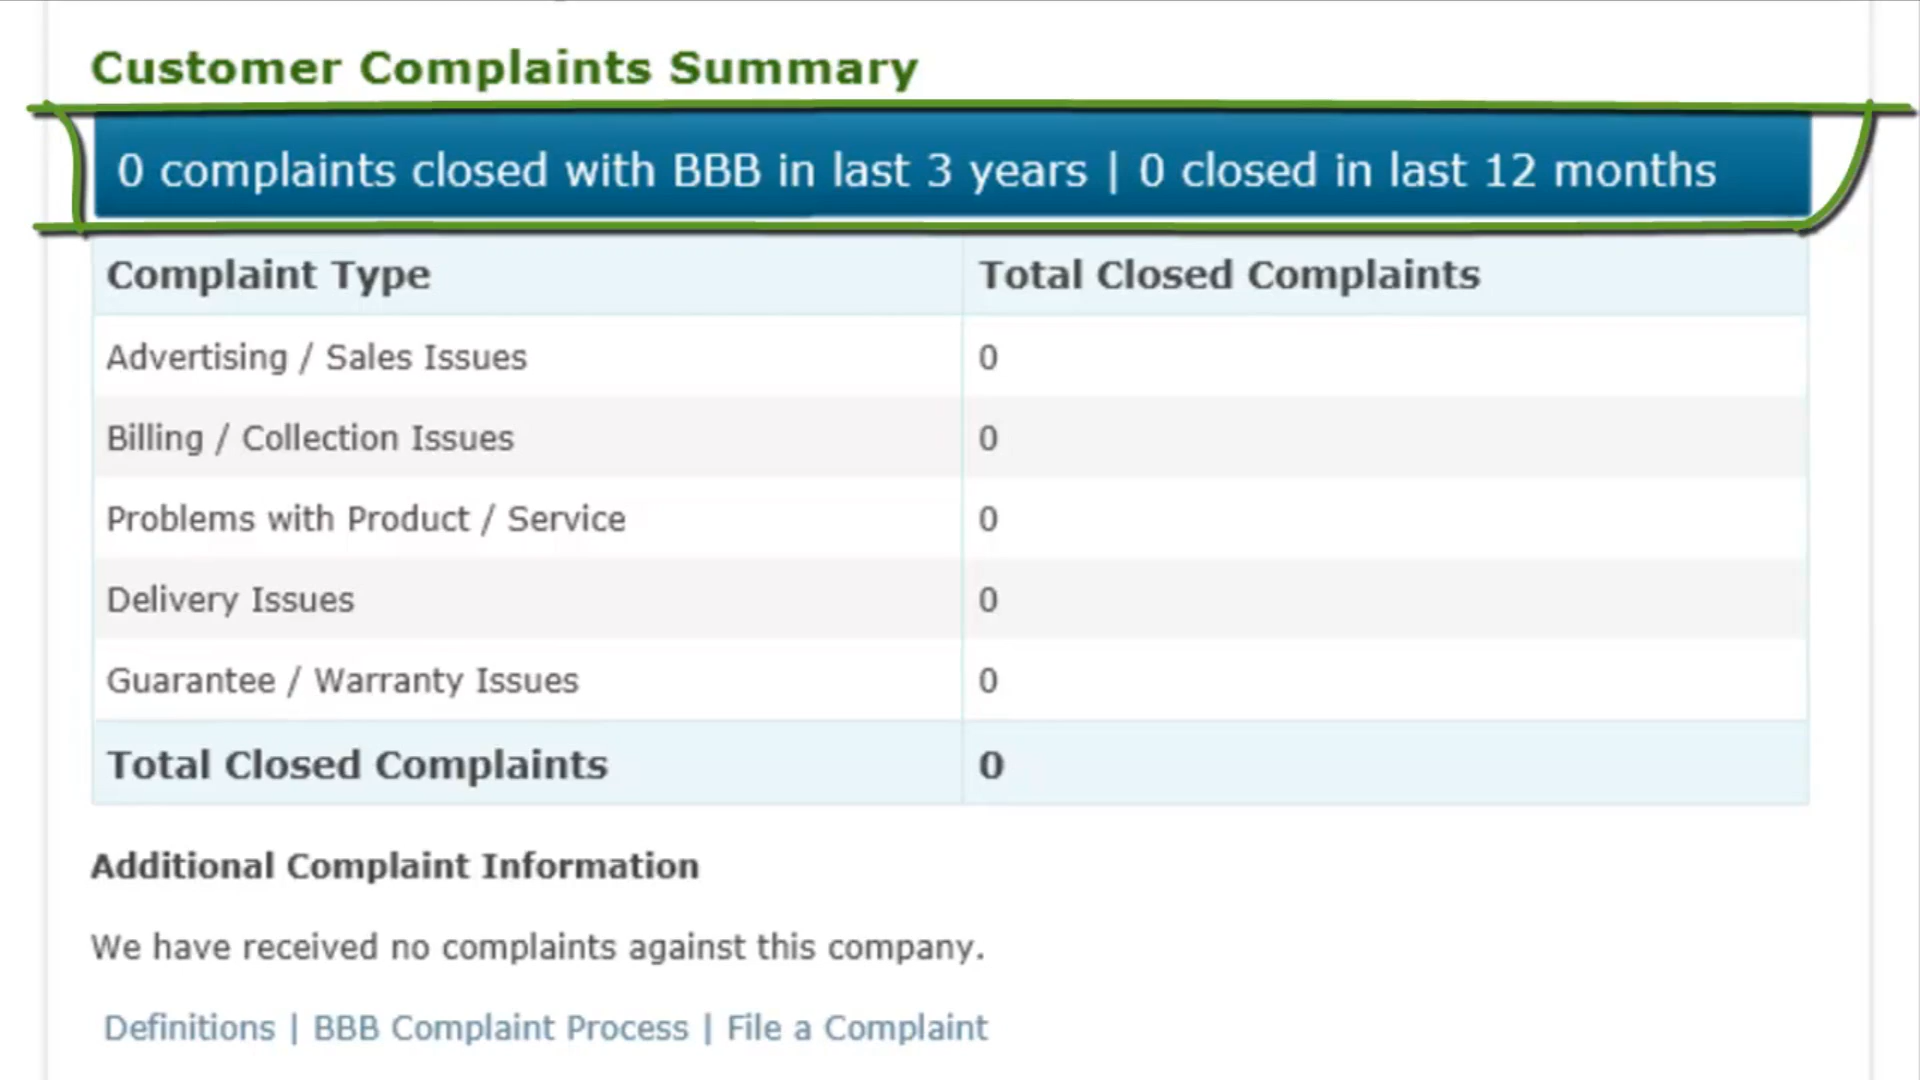 Customer Complaints Summary
0 complaints closed with BBB in last 3 years | 0 closed in last 12 months
Complaint Type Total Closed Complaints
Advertising / Sales Issues 0
Billing / Collection Issues 0
Problems with Product / Service 0
Delivery Issues 0
Guarantee / Warranty Issues 0
Total Closed Complaints 0
Additional Complaint Information
We have received no complaints against this company.
Definitions | BBB Complaint Process | File a Complaint